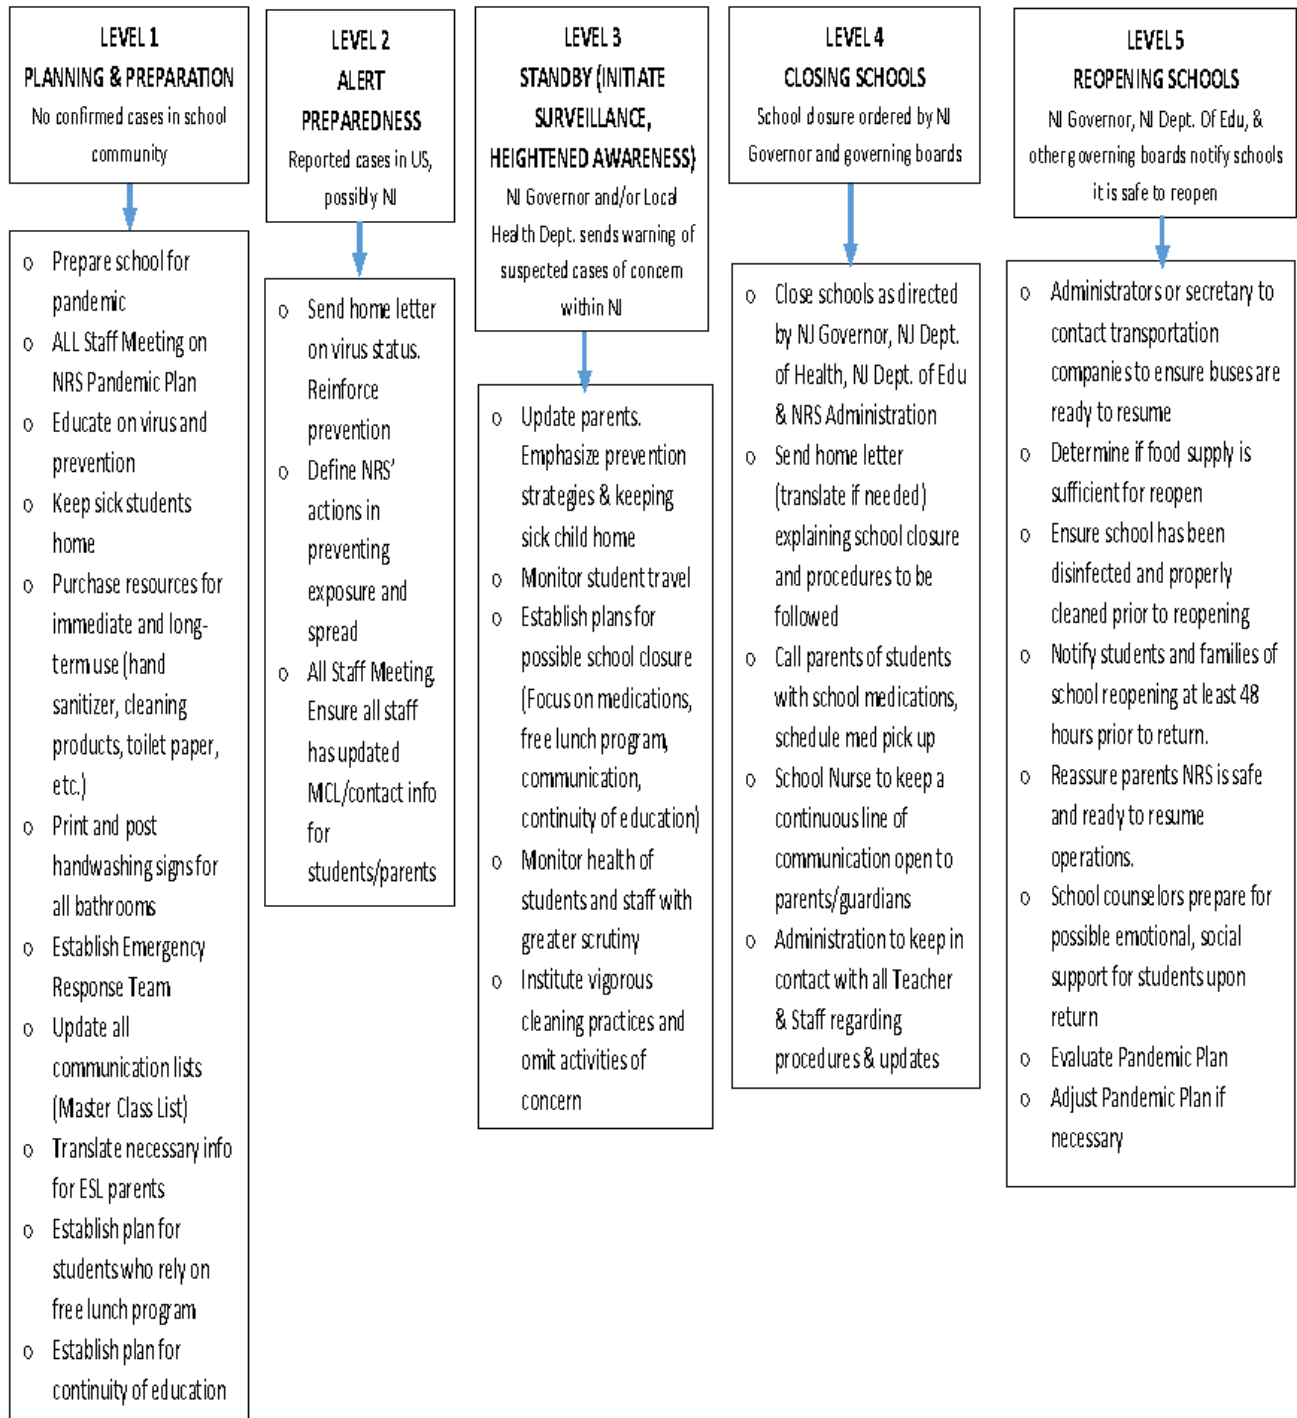 LEVEL 1
PLANNING & PREPARATION
No confirmed cases in school
community
o Prepare school for
pandemic
o ALL Staff Meeting on
NRS Pandemic Plan
o Educate on virus and
prevention
o Keep sick students
home
o Purchase resources for
immediate and long-
term use (hand
sanitizer, cleaning
products, toilet paper,
etc.)
o Print and post
handwashing signs for
all bathrooms
o Establish Emergency
Response Team
o Update all
communication lists
(Master Class List)
o Translate necessary info
for ESL parents
o Establish plan for
students who rely on
free lunch program
o Establish plan for
continuity of education
LEVEL 2
ALERT
PREPAREDNESS
Reported cases in US,
possibly NJ
o Send home letter
on virus status.
Reinforce
prevention
o Define NRS'
actions in
preventing
exposure and
spread
o All Staff Meeting.
Ensure all staff
has updated
MCL/contact info
for
students/parents
LEVEL 3
STANDBY (INITIATE
SURVEILLANCE,
HEIGHTENED AWARENESS)
NJ Governor and/or Local
Health Dept. sends warning of
suspected cases of concern
within NJ
o Update parents.
Emphasize prevention
strategies & keeping
sick child home
o Monitor student travel
o Establish plans for
possible school closure
(Focus on medications,
free lunch program,
communication,
continuity of education)
o Monitor health of
students and staff with
greater scrutiny
o Institute vigorous
cleaning practices and
omit activities of
concern
LEVEL 4
CLOSING SCHOOLS
School closure ordered by NJ
Governor and governing boards
o Close schools as directed
by NJ Governor, NJ Dept.
of Health, NJ Dept. of Edu
& NRS Administration
o Send home letter
(translate if needed)
explaining school closure
and procedures to be
followed
o Call parents of students
with school medications,
schedule med pick up
o School Nurse to keep a
continuous line of
communication open to
parents/guardians
o Administration to keep in
contact with all Teacher
& Staff regarding
procedures & updates
LEVEL 5
REOPENING SCHOOLS
NJ Governor, NJ Dept. Of Edu, &
other governing boards notify schools
it is safe to reopen
o Administrators or secretary to
contact transportation
companies to ensure buses are
ready to resume
o Determine if food supply is
sufficient for reopen
o Ensure school has been
disinfected and properly
cleaned prior to reopening
o Notify students and families of
school reopening at least 48
hours prior to return.
o Reassure parents NRS is safe
and ready to resume
operations.
o School counselors prepare for
possible emotional, social
support for students upon
return
o Evaluate Pandemic Plan
o Adjust Pandemic Plan if
necessary